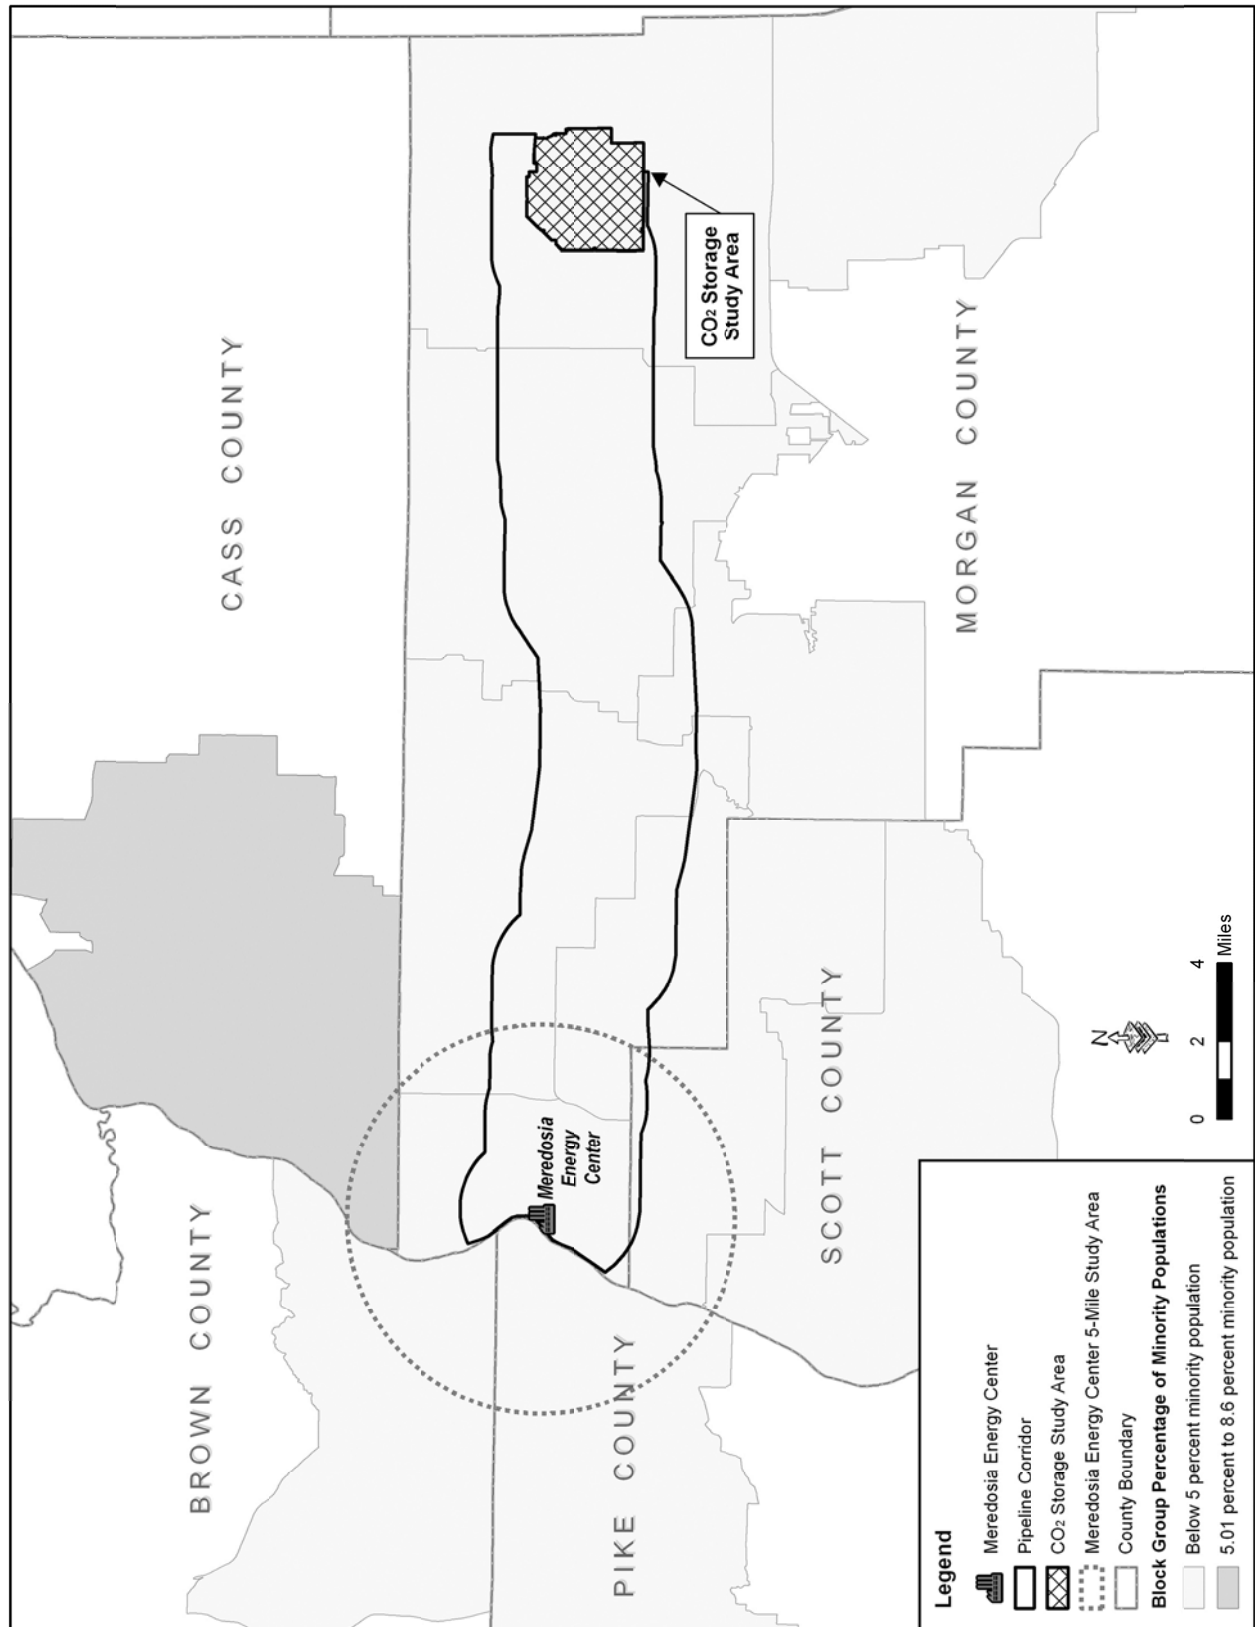 CASS COUNTY
BROWN COUNTY
CO2 Storage
Study Area
Meredosia
Energy
Center
PIKE COUNTY
MORGAN COUNTY
SCOTT COUNTY
N
0 2 4
Miles
Legend
Meredosia Energy Center
Pipeline Corridor
CO2 Storage Study Area
Meredosia Energy Center 5-Mile Study Area
County Boundary
Block Group Percentage of Minority Populations
Below 5 percent minority population
5.01 percent to 8.6 percent minority population